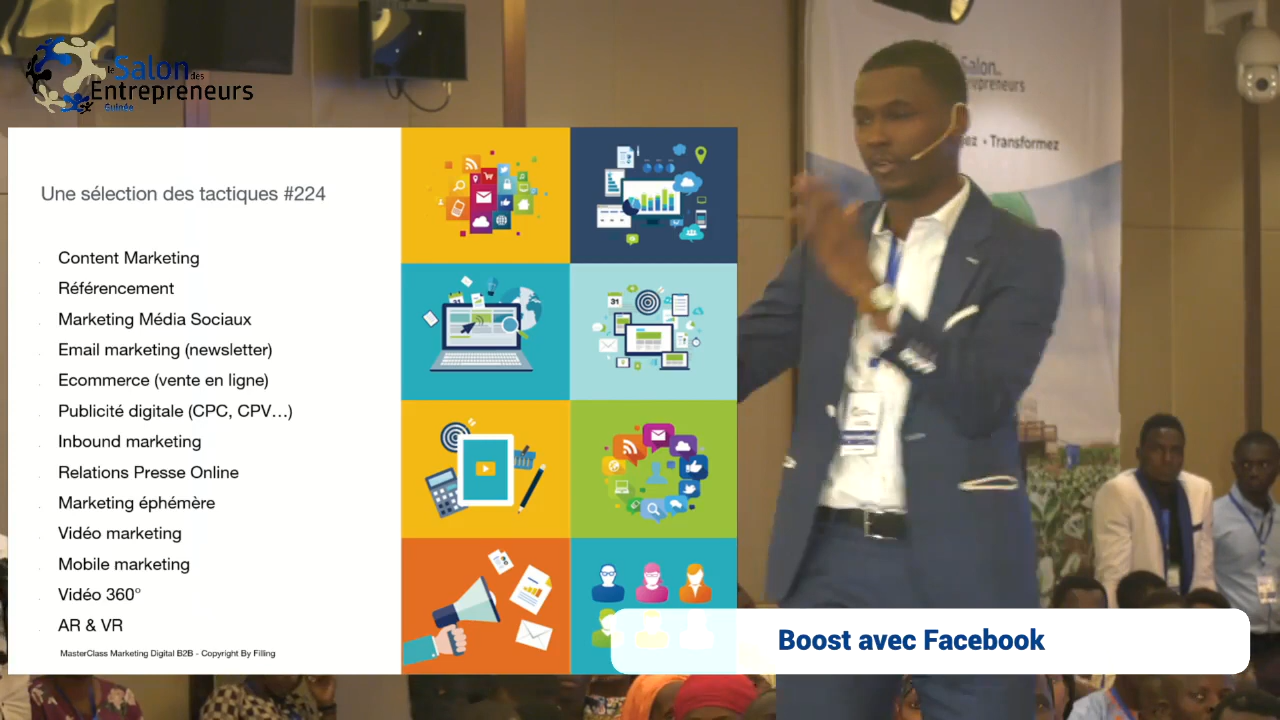 le Salon des
Entrepreneurs
Guinée
Salon
• Transformez
Une sélection des tactiques #224
Content Marketing
Référencement
Marketing Média Sociaux
Email marketing (newsletter)
Ecommerce (vente en ligne)
Publicité digitale (CPC, CPV…)
Inbound marketing
Relations Presse Online
Marketing éphémère
Vidéo marketing
Mobile marketing
Vidéo 360°
AR & VR
MasterClass Marketing Digital B2B - Copyright By Filling
31
31
Boost avec Facebook